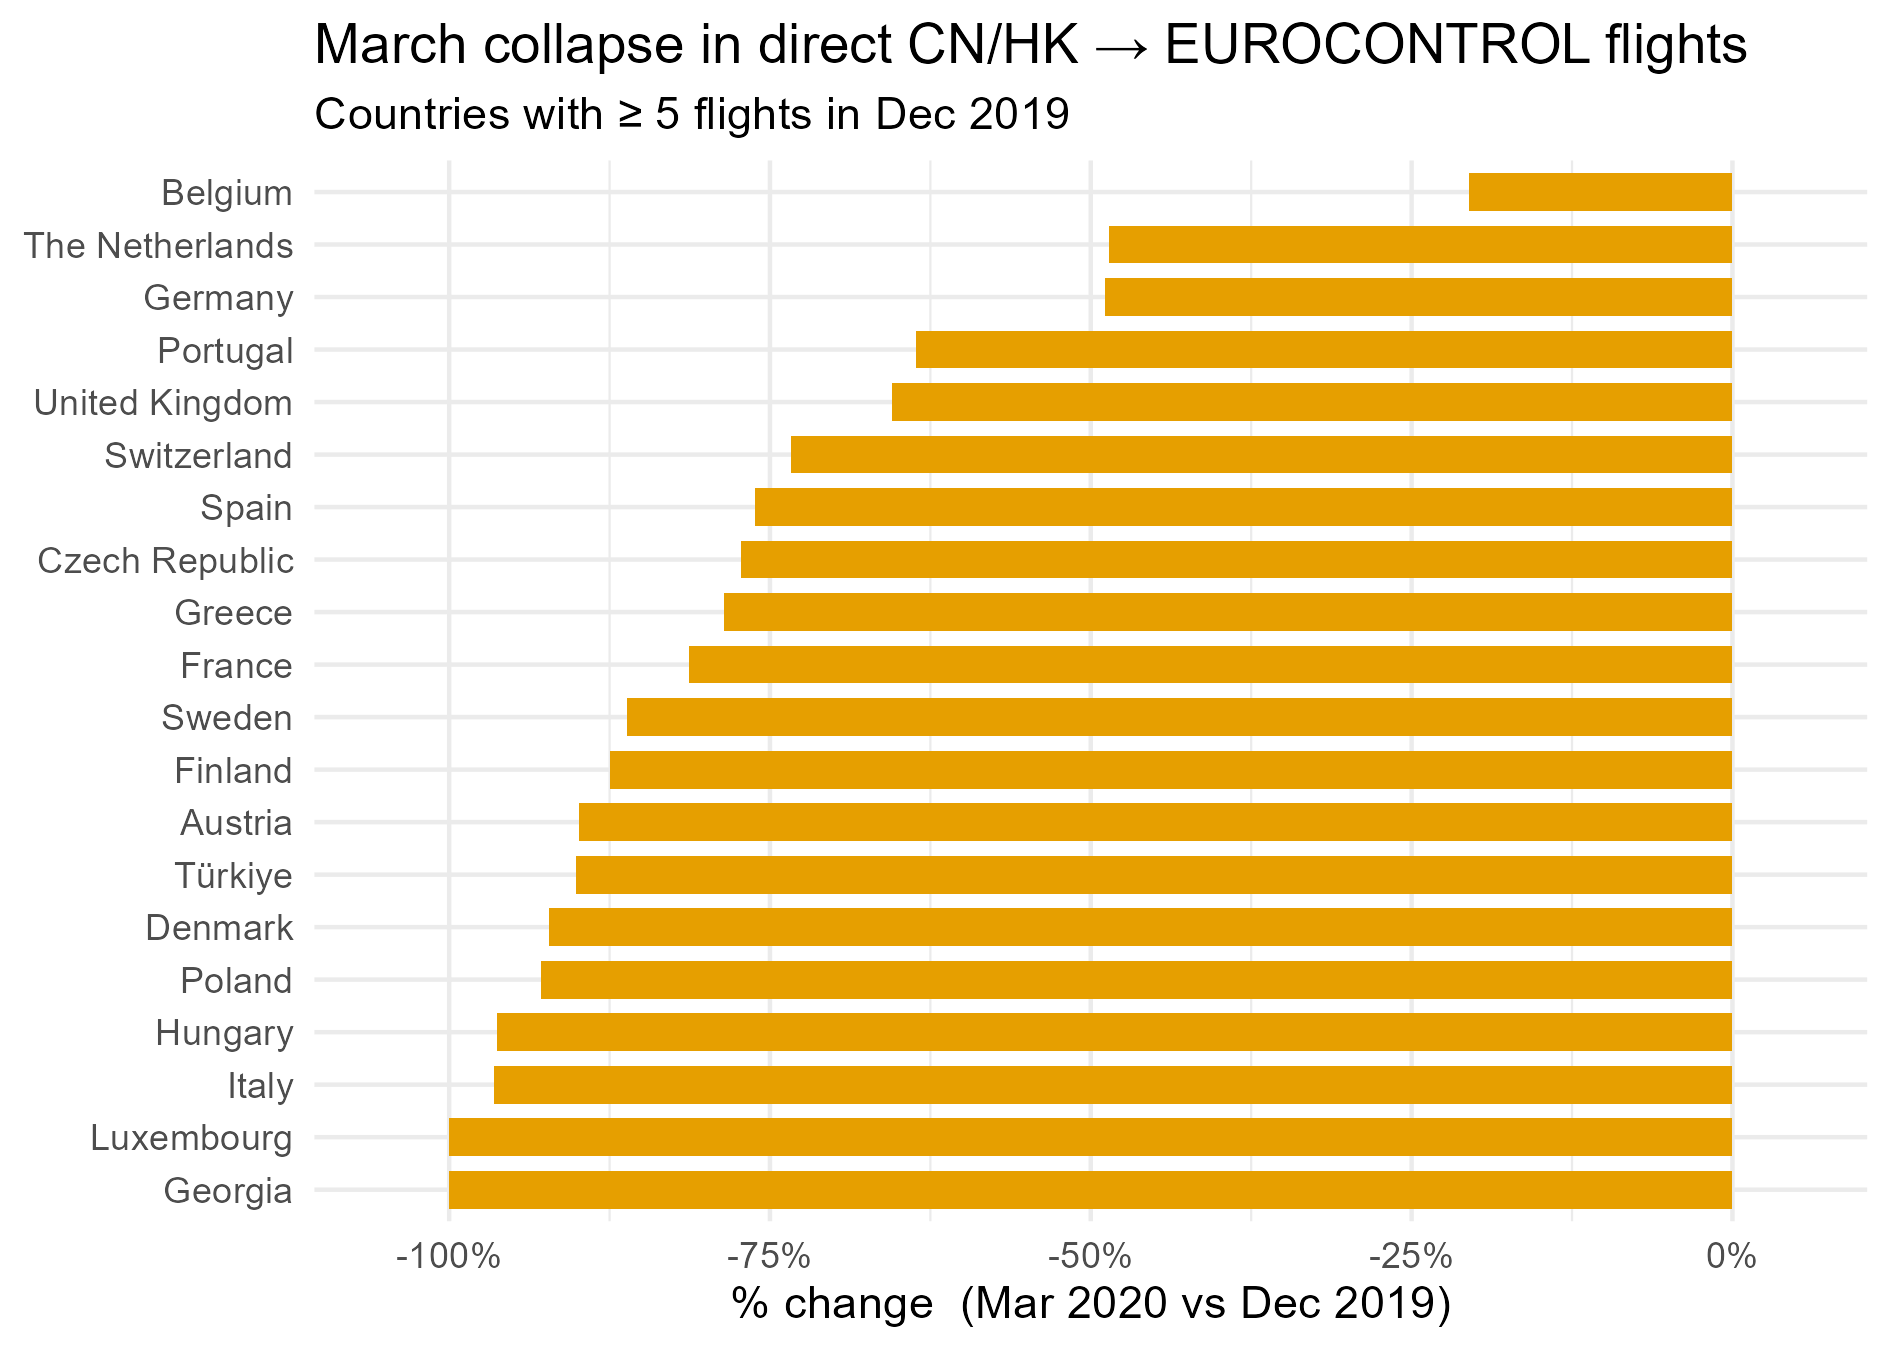 March collapse in direct CN/HK → EUROCONTROL flights
Countries with ≥ 5 flights in Dec 2019
Belgium
The Netherlands
Germany
Portugal
United Kingdom
Switzerland
Spain
Czech Republic
Greece
France
Sweden
Finland
Austria
Türkiye
Denmark
Poland
Hungary
Italy
Luxembourg
Georgia
-100% -75% -50% -25% 0%
% change  (Mar 2020 vs Dec 2019)